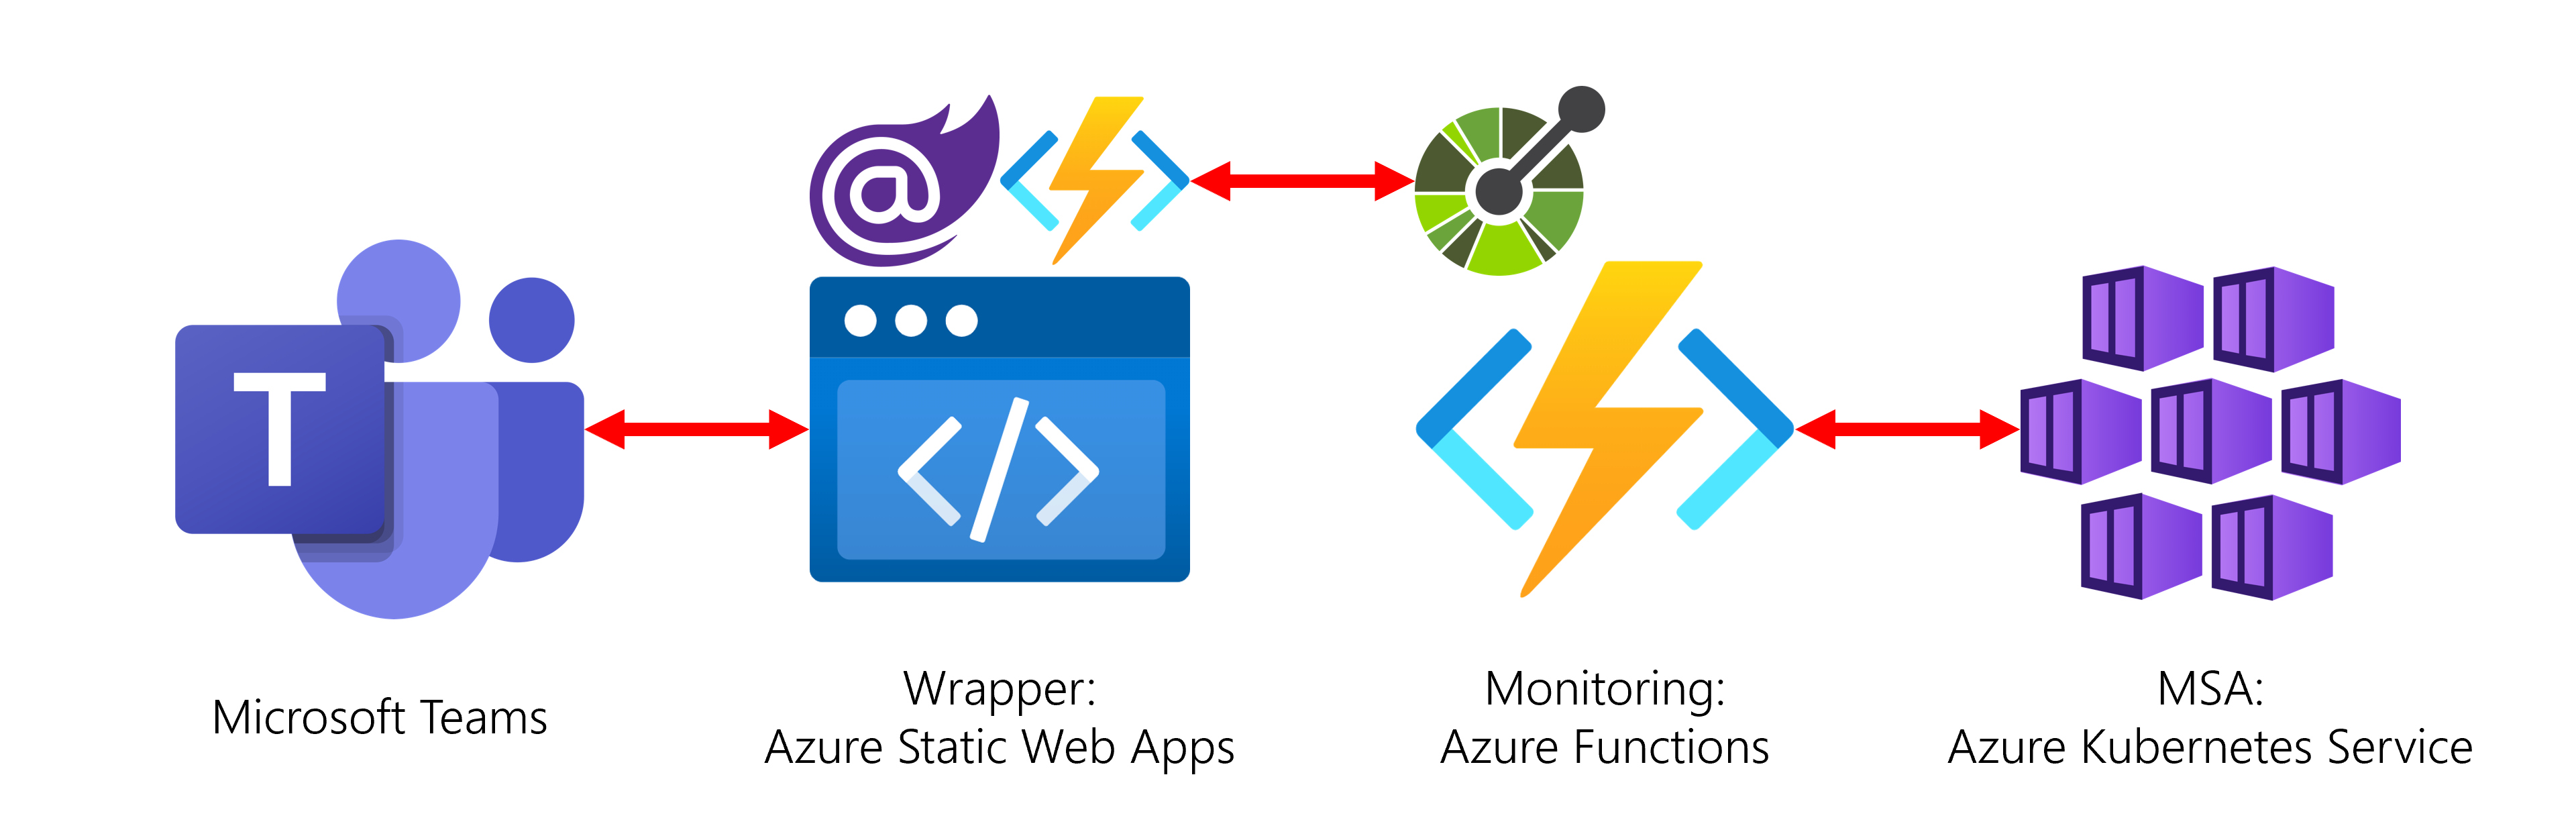 T
@
Microsoft Teams
Wrapper:
Azure Static Web Apps
Monitoring:
Azure Functions
MSA:
Azure Kubernetes Service